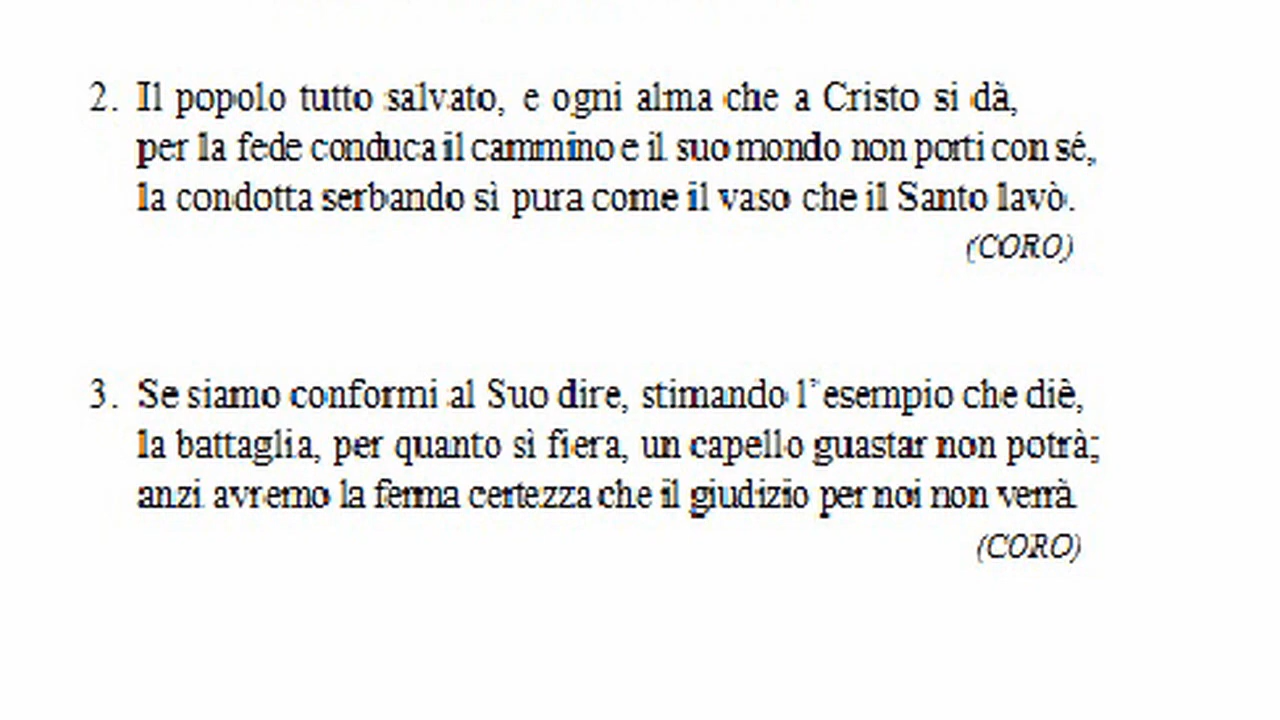 2. Il popolo tutto salvato, e ogni alma che a Cristo si dà,
per la fede conduca il cammino e il suo mondo non porti con sé,
la condotta serbando sì pura come il vaso che il Santo lavò.
(CORO)
3. Se siamo conformi al Suo dire, stimando l'esempio che diè,
la battaglia, per quanto sì fiera, un capello guastar non potrà;
anzi avremo la ferma certezza che il giudizio per noi non verrà.
(CORO)